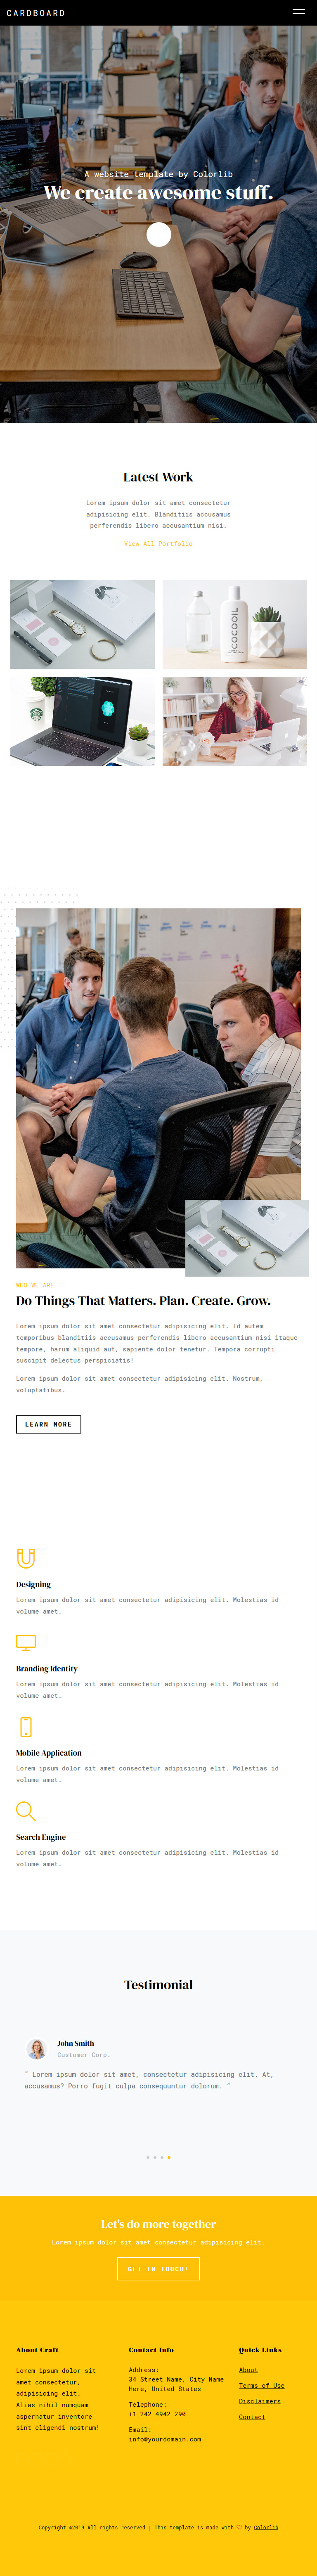 CARDBOARD
A website template by Colorlib
We create awesome stuff.
Latest Work
Lorem ipsum dolor sit amet consectetur
adipisicing elit. Blanditiis accusamus
perferendis libero accusantium nisi.
View All Portfolio
COCOOIL
WHO WE ARE
Do Things That Matters. Plan. Create. Grow.
Lorem ipsum dolor sit amet consectetur adipisicing elit. Id autem
temporibus blanditiis accusamus perferendis libero accusantium nisi itaque
tempore, harum aliquid aut, sapiente dolor tenetur. Tempora corrupti
suscipit delectus perspiciatis!
Lorem ipsum dolor sit amet consectetur adipisicing elit. Nostrum,
voluptatibus.
LEARN MORE
Designing
Lorem ipsum dolor sit amet consectetur adipisicing elit. Molestias id
volume amet.
Branding Identity
Lorem ipsum dolor sit amet consectetur adipisicing elit. Molestias id
volume amet.
Mobile Application
Lorem ipsum dolor sit amet consectetur adipisicing elit. Molestias id
volume amet.
Search Engine
Lorem ipsum dolor sit amet consectetur adipisicing elit. Molestias id
volume amet.
Testimonial
John Smith
Customer Corp.
“ Lorem ipsum dolor sit amet, consectetur adipisicing elit. At,
accusamus? Porro fugit culpa consequuntur dolorum. ”
Let's do more together
Lorem ipsum dolor sit amet consectetur adipisicing elit.
GET IN TOUCH!
About Craft
Lorem ipsum dolor sit
amet consectetur,
adipisicing elit.
Alias nihil numquam
aspernatur inventore
sint eligendi nostrum!
Contact Info
Address:
34 Street Name, City Name
Here, United States
Telephone:
+1 242 4942 290
Email:
info@yourdomain.com
Quick Links
About
Terms of Use
Disclaimers
Contact
Copyright ©2019 All rights reserved | This template is made with ♡ by Colorlib